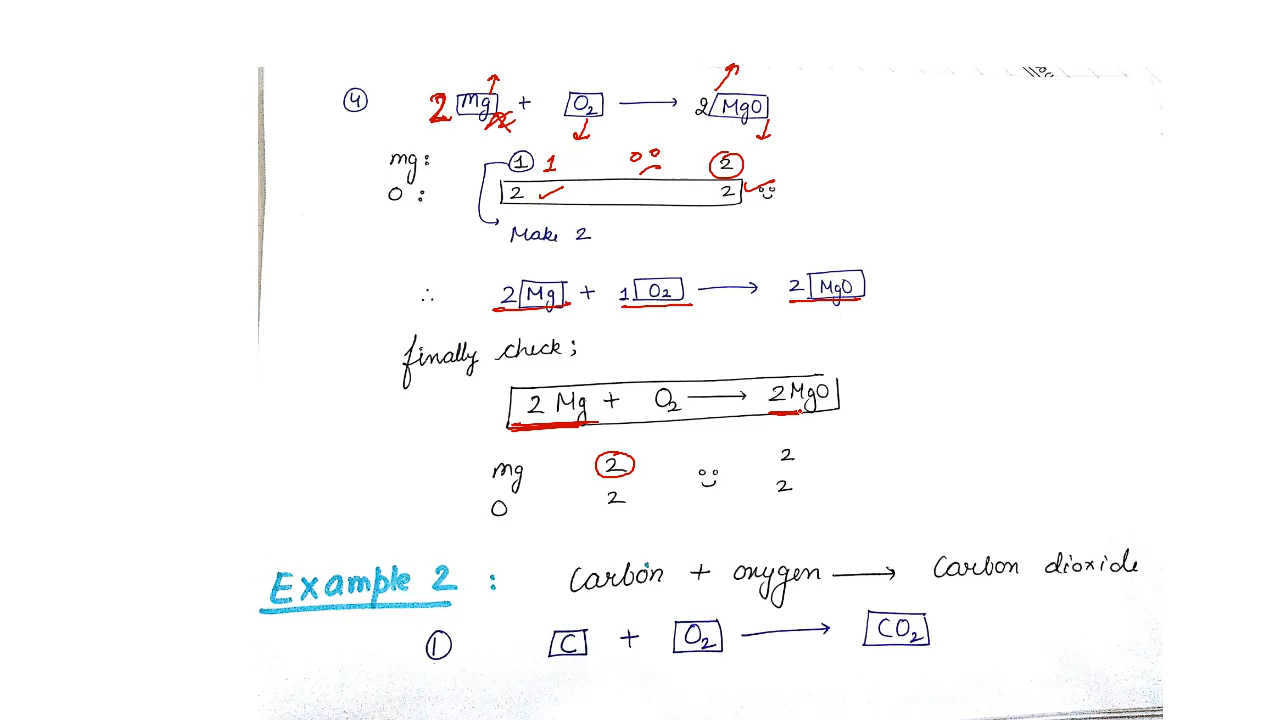 ④ 2 Mg + O₂ → 2 MgO
mg: 1 1 2
O: 2 2
Make 2
∴ 2 Mg + 1 O₂ → 2 MgO
finally check;
2 Mg + O₂ → 2MgO
mg 2 2
O 2 2
Example 2: Carbon + oxygen → Carbon dioxide
① C + O₂ → CO₂